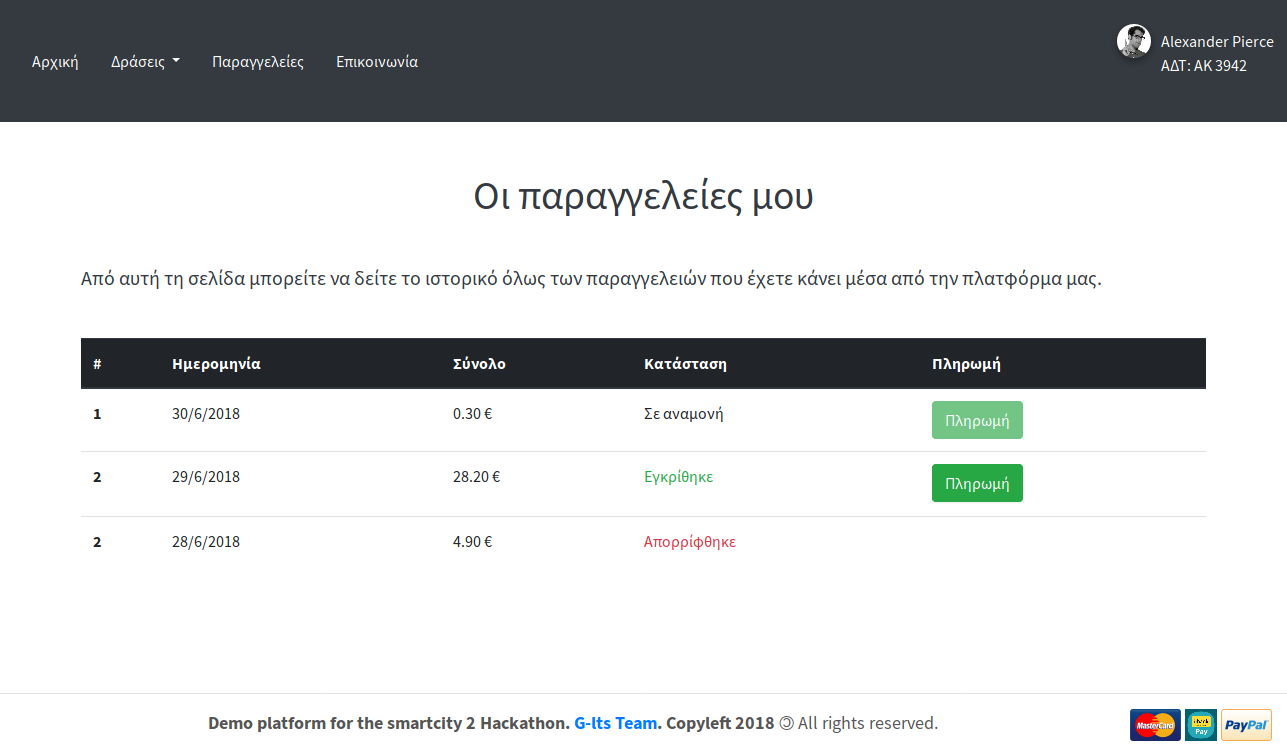 Αρχική Δράσεις Παραγγελείες Επικοινωνία
Alexander Pierce
ΑΔΤ: ΑΚ 3942
Οι παραγγελείες μου
Από αυτή τη σελίδα μπορείτε να δείτε το ιστορικό όλως των παραγγελειών που έχετε κάνει μέσα από την πλατφόρμα μας.
# Ημερομηνία Σύνολο Κατάσταση Πληρωμή
1 30/6/2018 0.30 € Σε αναμονή Πληρωμή
2 29/6/2018 28.20 € Εγκρίθηκε Πληρωμή
2 28/6/2018 4.90 € Απορρίφθηκε
Demo platform for the smartcity 2 Hackathon. G-lts Team. Copyleft 2018 🄯 All rights reserved.
MasterCard Pay PayPal